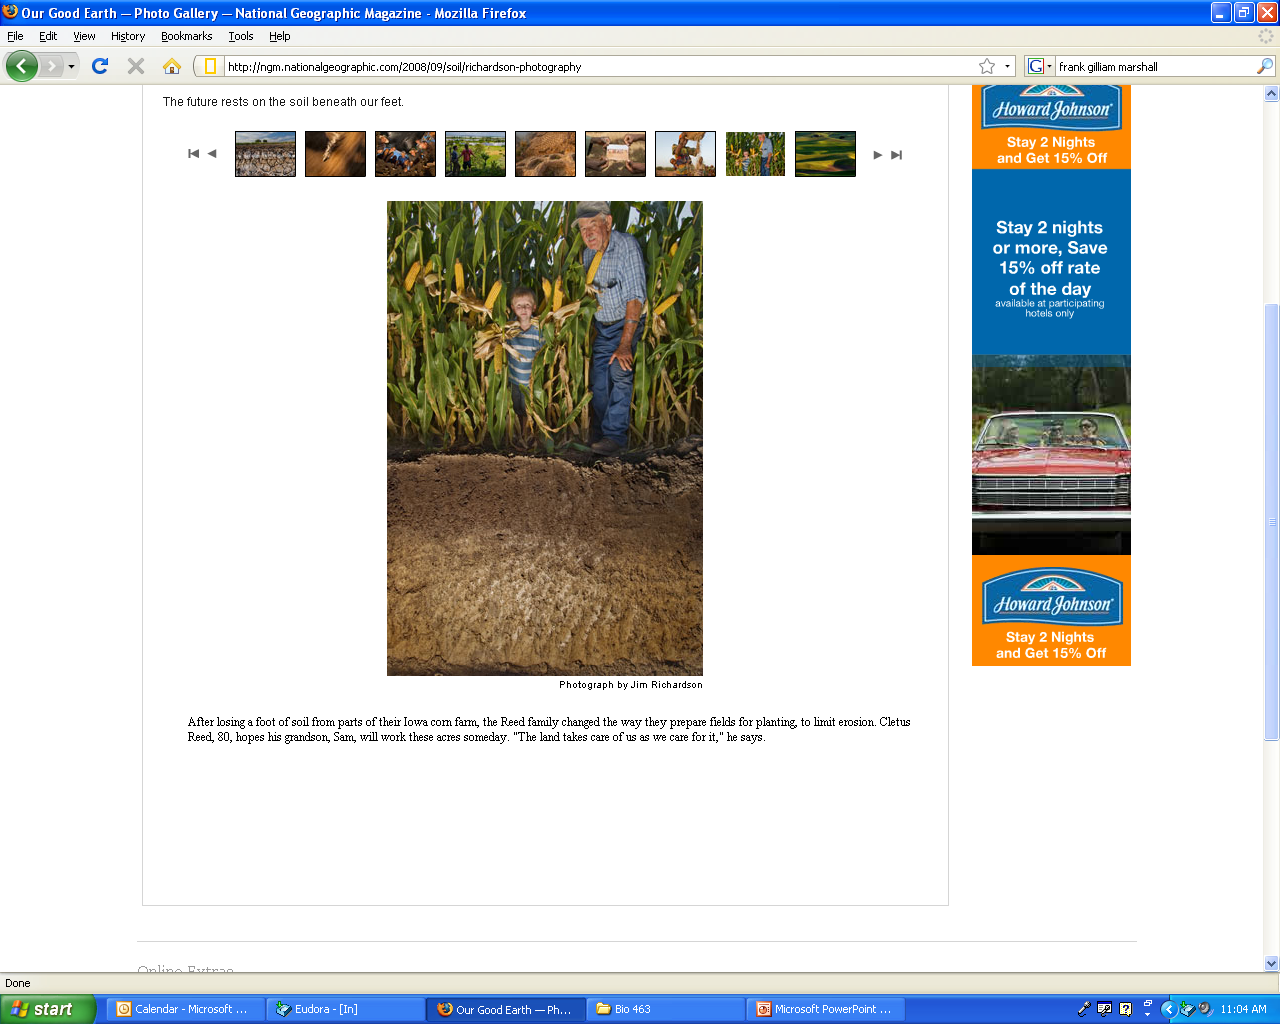 Our Good Earth — Photo Gallery — National Geographic Magazine - Mozilla Firefox
File Edit View History Bookmarks Tools Help
http://ngm.nationalgeographic.com/2008/09/soil/richardson-photography
G
frank gilliam marshall
The future rests on the soil beneath our feet.
Photograph by Jim Richardson
After losing a foot of soil from parts of their Iowa corn farm, the Reed family changed the way they prepare fields for planting, to limit erosion. Cletus
Reed, 80, hopes his grandson, Sam, will work these acres someday. "The land takes care of us as we care for it," he says.
Howard Johnson
Stay 2 Nights
and Get 15% Off
Stay 2 nights
or more, Save
15% off rate
of the day
available at participating
hotels only
Howard Johnson
Stay 2 Nights
and Get 15% Off
Online Extras
Done
start
Calendar - Microsoft ...
Eudora - [In]
Our Good Earth — Ph...
Bio 463
Microsoft PowerPoint ...
11:04 AM